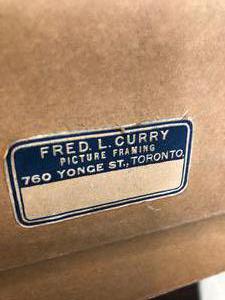 FRED. L. CURRY
PICTURE FRAMING
760 YONGE ST., TORONTO.